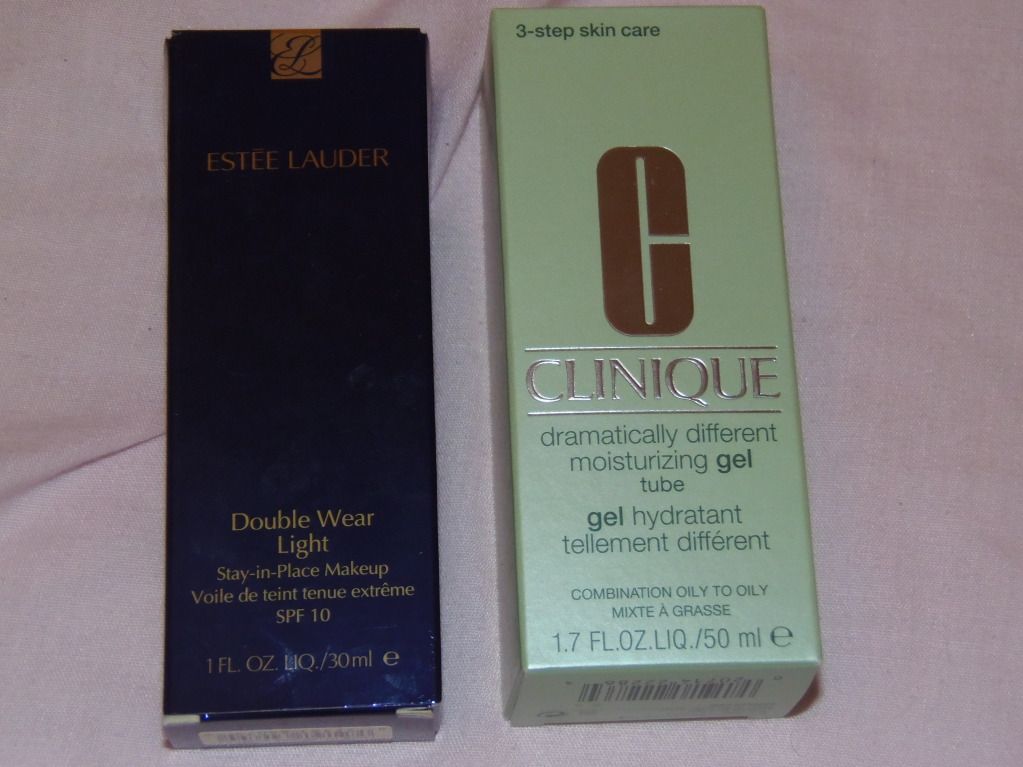 EL
ESTÉE LAUDER
Double Wear
Light
Stay-in-Place Makeup
Voile de teint tenue extrême
SPF 10
1 FL. OZ. LIQ./30ml e
3-step skin care
C
CLINIQUE
dramatically different
moisturizing gel
tube
gel hydratant
tellement différent
COMBINATION OILY TO OILY
MIXTE À GRASSE
1.7 FL.OZ.LIQ./50 ml e